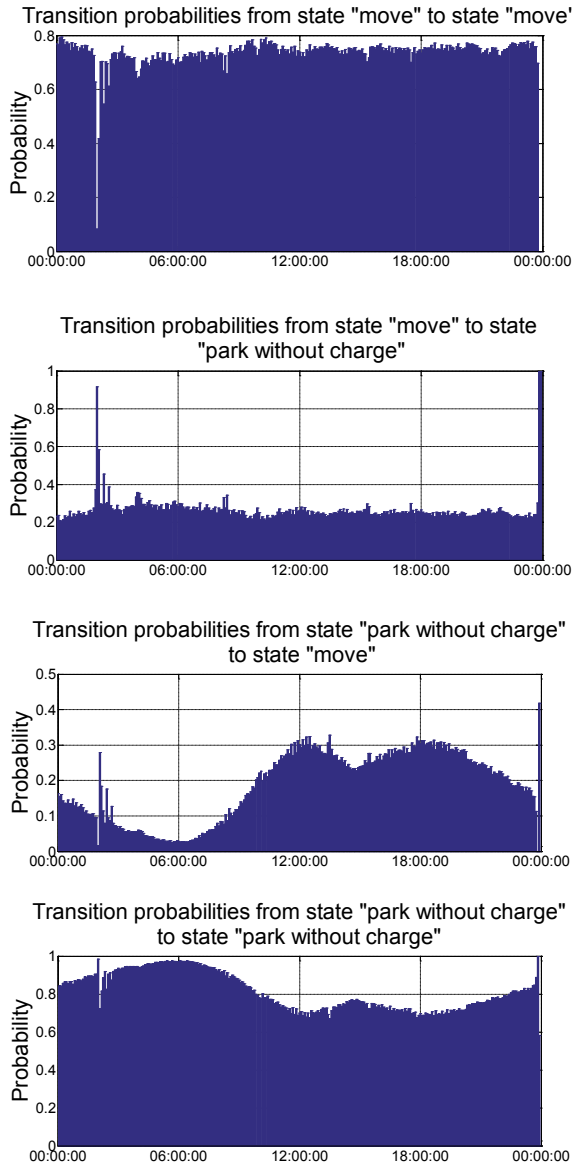 Transition probabilities from state "move" to state "move'
Probability
0.8
0.6
0.4
0.2
0
00:00:00 06:00:00 12:00:00 18:00:00 00:00:00
Transition probabilities from state "move" to state
"park without charge"
Probability
1
0.8
0.6
0.4
0.2
0
00:00:00 06:00:00 12:00:00 18:00:00 00:00:00
Transition probabilities from state "park without charge"
to state "move"
Probability
0.5
0.4
0.3
0.2
0.1
0
00:00:00 06:00:00 12:00:00 18:00:00 00:00:00
Transition probabilities from state "park without charge"
to state "park without charge"
Probability
1
0.8
0.6
0.4
0.2
0
00:00:00 06:00:00 12:00:00 18:00:00 00:00:00